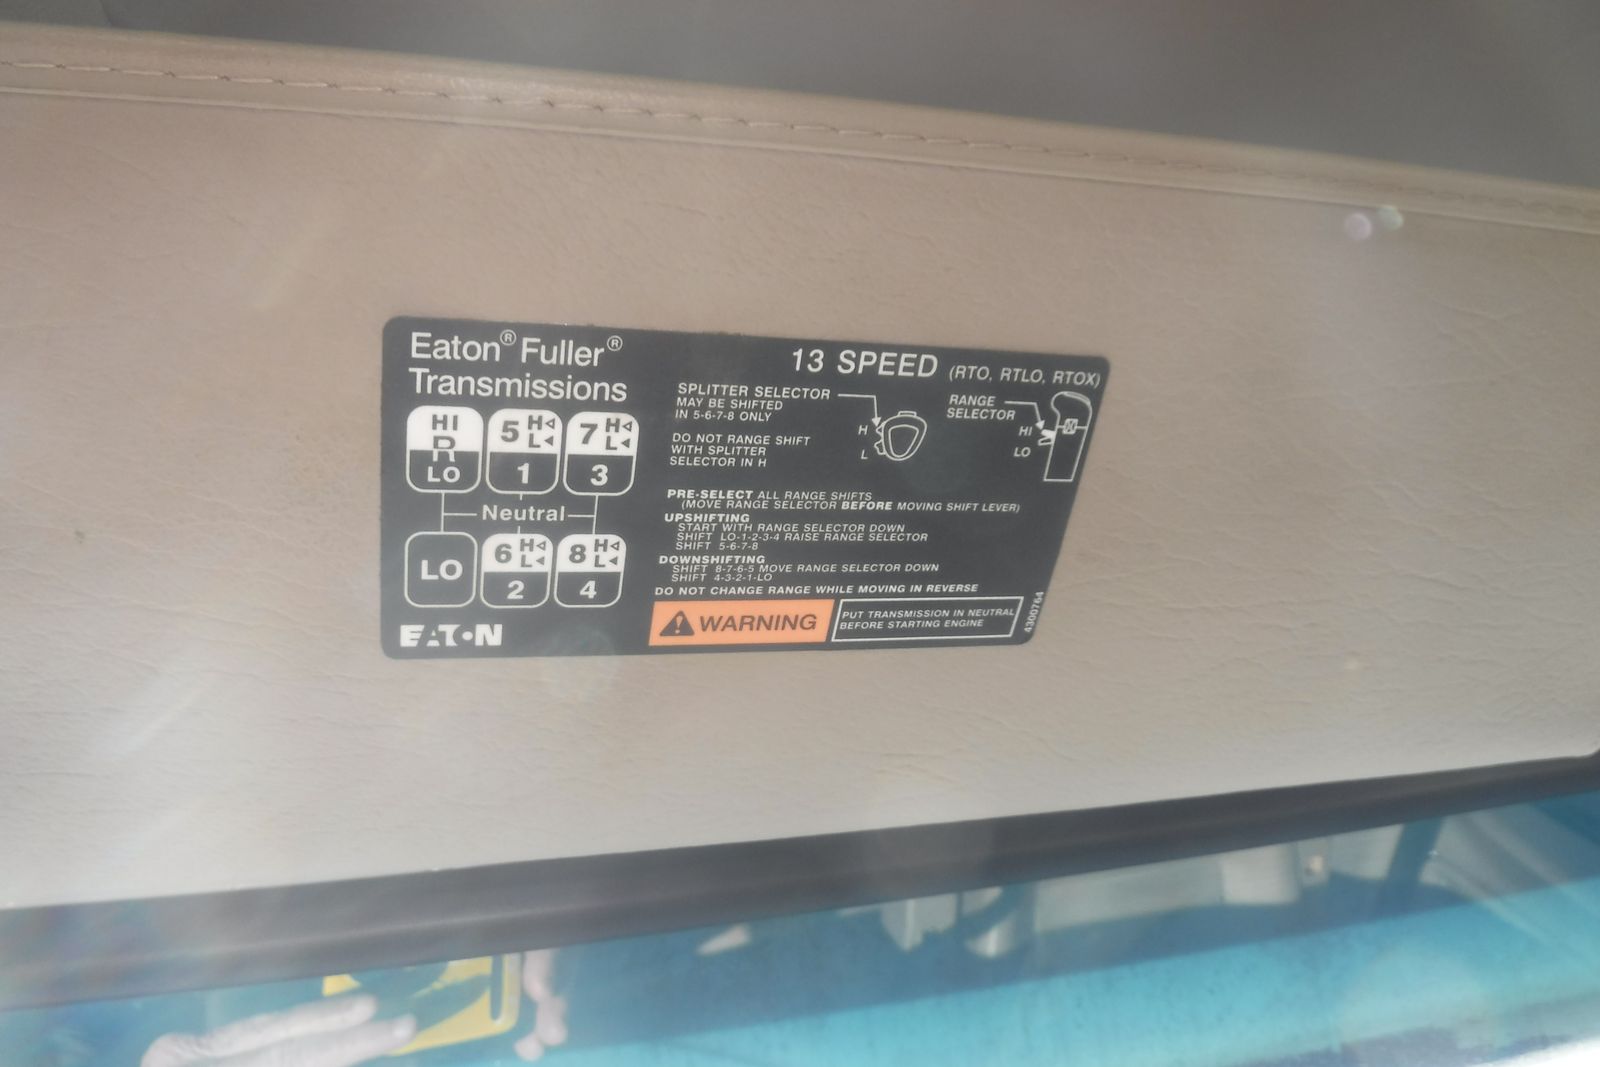 Eaton® Fuller®
Transmissions
HI
R
LO
5 H◃
L◂
1
7 H◃
L◂
3
Neutral
LO
6 H◃
L◂
2
8 H◃
L◂
4
EATON
13 SPEED (RTO, RTLO, RTOX)
SPLITTER SELECTOR
MAY BE SHIFTED
IN 5-6-7-8 ONLY
H
L
DO NOT RANGE SHIFT
WITH SPLITTER
SELECTOR IN H
RANGE
SELECTOR
HI
LO
PRE-SELECT ALL RANGE SHIFTS
(MOVE RANGE SELECTOR BEFORE MOVING SHIFT LEVER)
UPSHIFTING
START WITH RANGE SELECTOR DOWN
SHIFT LO-1-2-3-4 RAISE RANGE SELECTOR
SHIFT 5-6-7-8
DOWNSHIFTING
SHIFT 8-7-6-5 MOVE RANGE SELECTOR DOWN
SHIFT 4-3-2-1-LO
DO NOT CHANGE RANGE WHILE MOVING IN REVERSE
WARNING
PUT TRANSMISSION IN NEUTRAL
BEFORE STARTING ENGINE
4300764